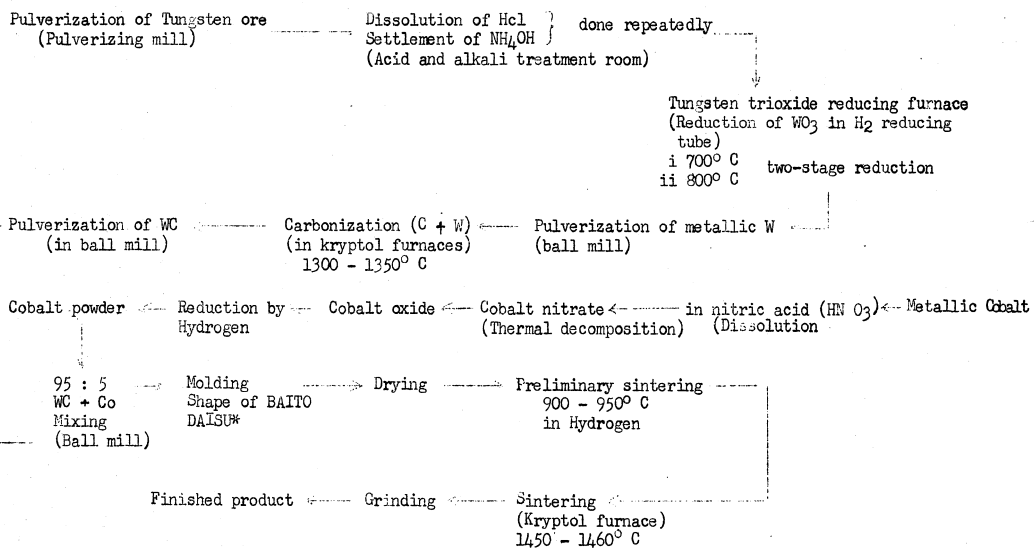 Pulverization of Tungsten ore
(Pulverizing mill)
Dissolution of Hcl
Settlement of NH4OH
(Acid and alkali treatment room)
done repeatedly
Tungsten trioxide reducing furnace
(Reduction of WO3 in H2 reducing
tube)
i 700° C
ii 800° C
two-stage reduction
Pulverization of WC
(in ball mill)
Carbonization (C + W)
(in kryptol furnaces)
1300 - 1350° C
Pulverization of metallic W
(ball mill)
Cobalt powder
Reduction by
Hydrogen
Cobalt oxide
Cobalt nitrate
(Thermal decomposition)
in nitric acid (HN O3)
(Dissolution
Metallic Cobalt
95 : 5
WC + Co
Mixing
(Ball mill)
Molding
Shape of BAITO
DAISU*
Drying
Preliminary sintering
900 - 950° C
in Hydrogen
Finished product
Grinding
Sintering
(Kryptol furnace)
1450 - 1460° C